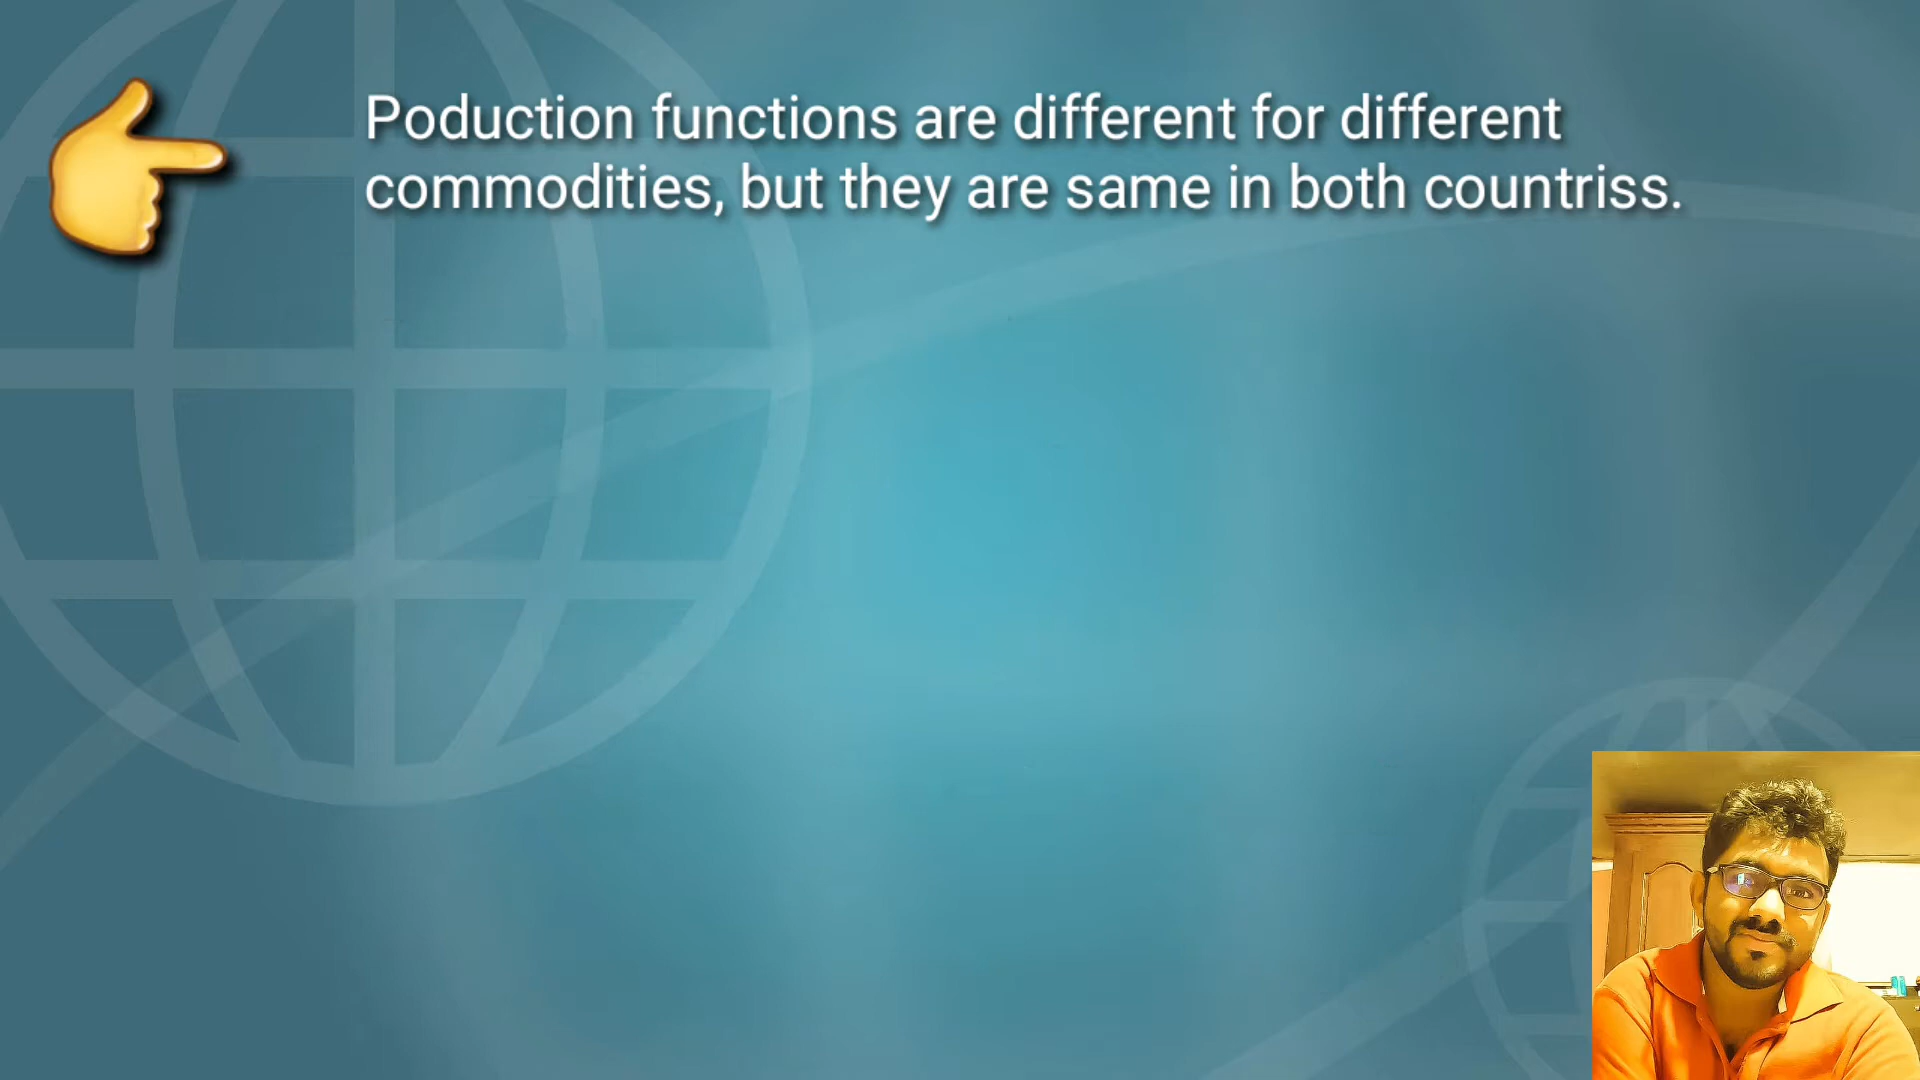 Poduction functions are different for different
commodities, but they are same in both countriss.